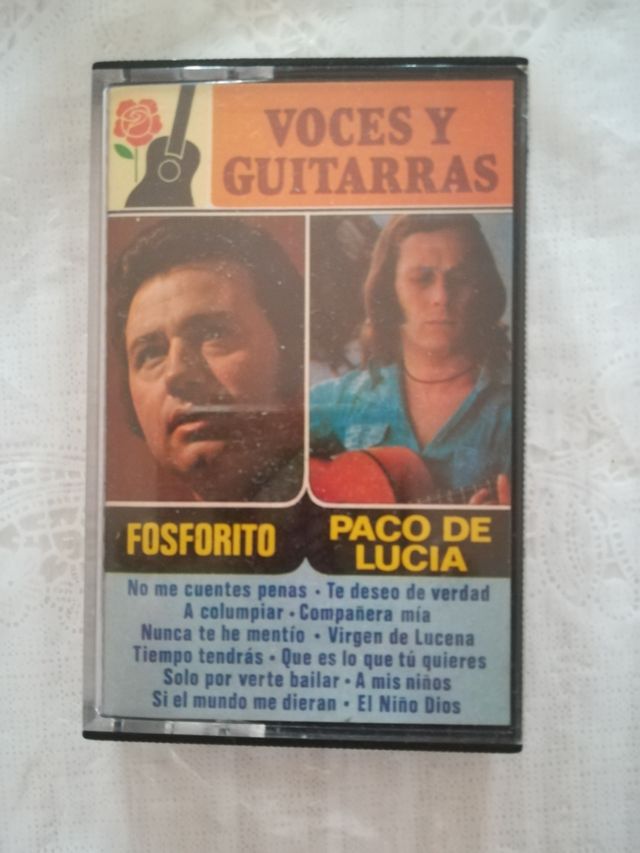 VOCES Y
GUITARRAS
FOSFORITO
PACO DE
LUCIA
No me cuentes penas · Te deseo de verdad
A columpiar · Compañera mía
Nunca te he mentío · Virgen de Lucena
Tiempo tendrás · Que es lo que tú quieres
Solo por verte bailar · A mis niños
Si el mundo me dieran · El Niño Dios